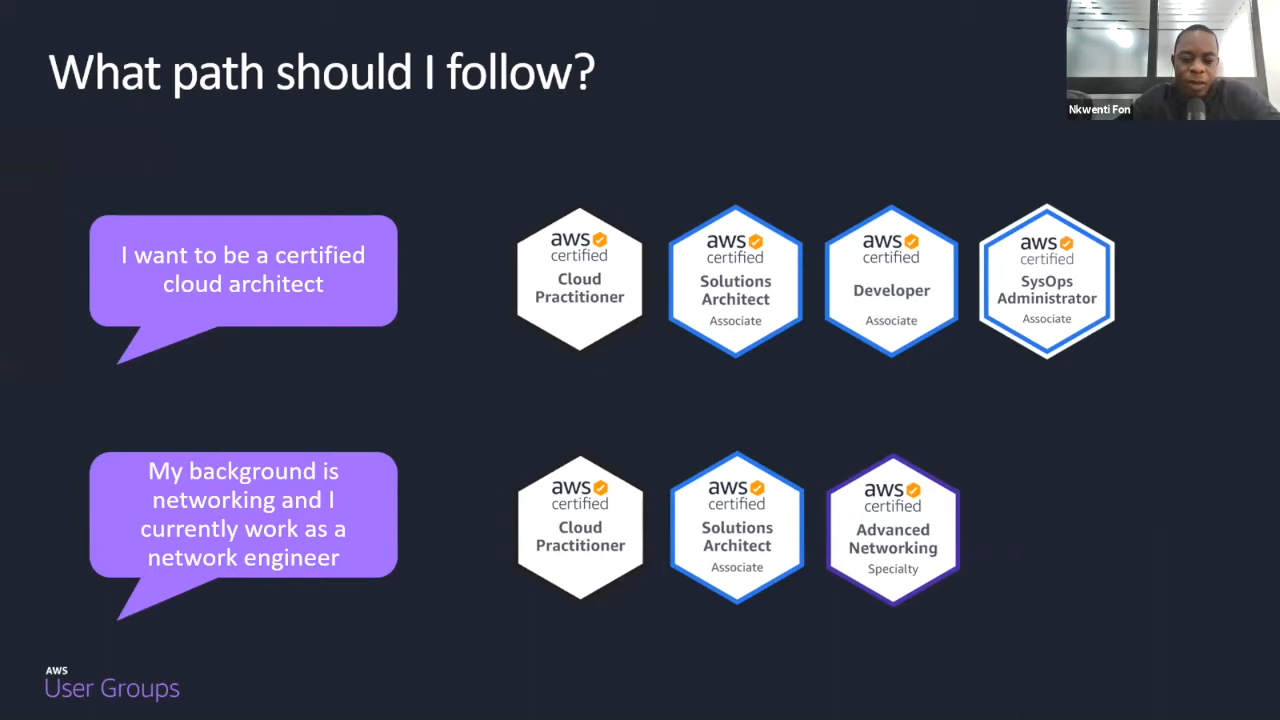 What path should I follow?
Nkwenti Fon
I want to be a certified
cloud architect
aws
certified
Cloud
Practitioner
aws
certified
Solutions
Architect
Associate
aws
certified
Developer
Associate
aws
certified
SysOps
Administrator
Associate
My background is
networking and I
currently work as a
network engineer
aws
certified
Cloud
Practitioner
aws
certified
Solutions
Architect
Associate
aws
certified
Advanced
Networking
Specialty
AWS
User Groups